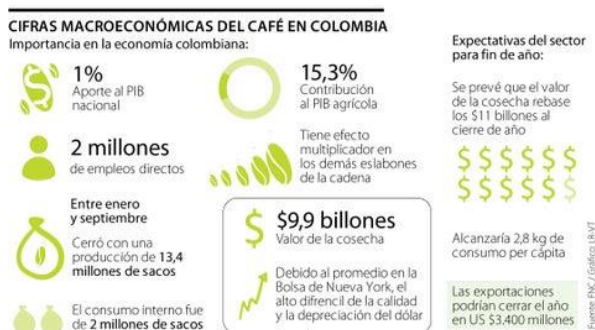 CIFRAS MACROECONÓMICAS DEL CAFÉ EN COLOMBIA
Importancia en la economía colombiana:
1%
Aporte al PIB
nacional
15,3%
Contribución
al PIB agrícola
2 millones
de empleos directos
Tiene efecto
multiplicador en
los demás eslabones
de la cadena
Entre enero
y septiembre
Cerró con una
producción de 13,4
millones de sacos
El consumo interno fue
de 2 millones de sacos
$ $9,9 billones
Valor de la cosecha
Debido al promedio en la
Bolsa de Nueva York, el
alto difrencil de la calidad
y la depreciación del dólar
Expectativas del sector
para fin de año:
Se prevé que el valor
de la cosecha rebase
los $11 billones al
cierre de año
$ $ $ $ $ $
$ $ $ $ $ $
Alcanzaría 2,8 kg de
consumo per cápita
Las exportaciones
podrían cerrar el año
en US $3.400 millones
Fuente: FNC / Gráfico: LR-VT